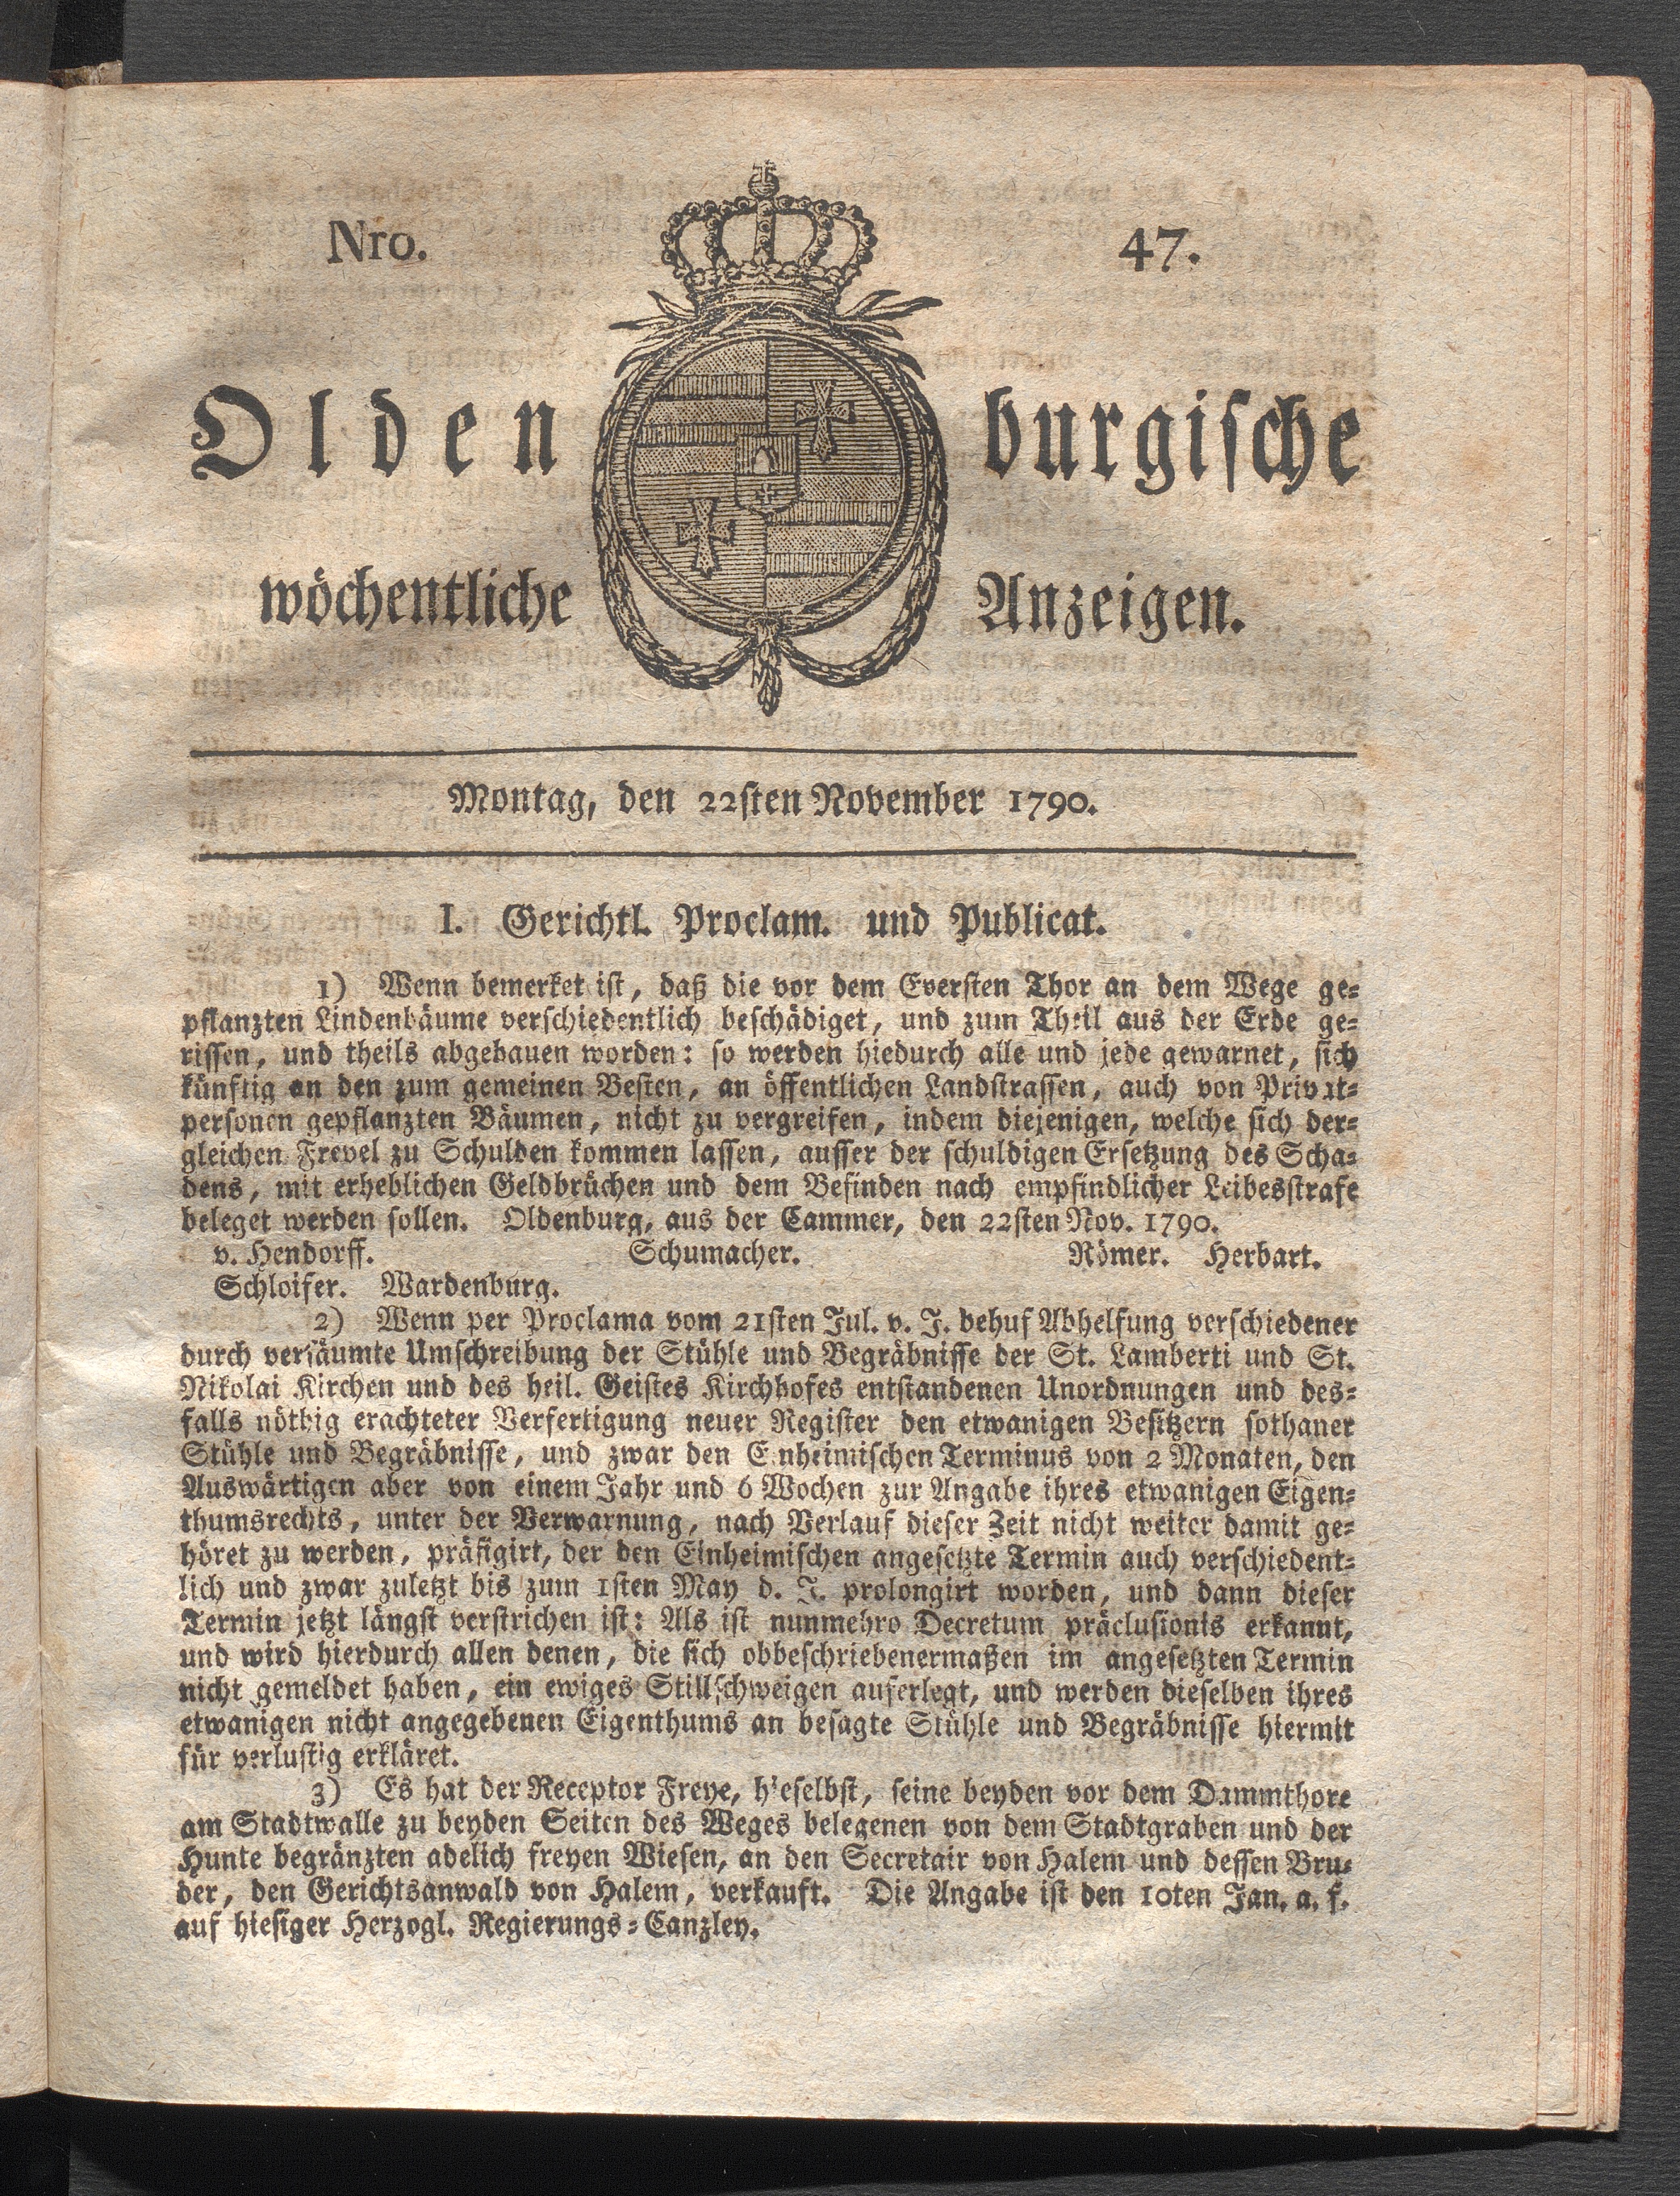 Nro. 47.
Oldenburgische
wöchentliche Anzeigen.
Montag, den 22sten November 1790.
I. Gerichtl. Proclam. und Publicat.
1) Wenn bemerket ist, daß die vor dem Eversten Thor an dem Wege ge=
pflanzten Lindenbäume verschiedentlich beschädiget, und zum Theil aus der Erde ge=
rissen, und theils abgehauen worden: so werden hiedurch alle und jede gewarnet, sich
künftig an den zum gemeinen Besten, an öffentlichen Landstrassen, auch von Privat=
personen gepflanzten Bäumen, nicht zu vergreifen, indem diejenigen, welche sich der=
gleichen Frevel zu Schulden kommen lassen, ausser der schuldigen Ersetzung des Scha=
dens, mit erheblichen Geldbrüchen und dem Befinden nach empfindlicher Leibesstrafe
beleget werden sollen. Oldenburg, aus der Cammer, den 22sten Nov. 1790.
v. Hendorff. Schumacher. Römer. Herbart.
Schloifer. Wardenburg.
2) Wenn per Proclama vom 21sten Jul. v. J. behuf Abhelfung verschiedener
durch versäumte Umschreibung der Stühle und Begräbnisse der St. Lamberti und St.
Nikolai Kirchen und des heil. Geistes Kirchhofes entstandenen Unordnungen und des=
falls nöthig erachteter Verfertigung neuer Register den etwanigen Besitzern sothaner
Stühle und Begräbnisse, und zwar den Einheimischen Terminus von 2 Monaten, den
Auswärtigen aber von einem Jahr und 6 Wochen zur Angabe ihres etwanigen Eigen=
thumsrechts, unter der Verwarnung, nach Verlauf dieser Zeit nicht weiter damit ge=
höret zu werden, präfigirt, der den Einheimischen angesetzte Termin auch verschiedent=
lich und zwar zuletzt bis zum 1sten May d. J. prolongirt worden, und dann dieser
Termin jetzt längst verstrichen ist: Als ist nunmehro Decretum präclusionis erkannt,
und wird hierdurch allen denen, die sich obbeschriebenermaßen im angesetzten Termin
nicht gemeldet haben, ein ewiges Stillschweigen auferlegt, und werden dieselben ihres
etwanigen nicht angegebenen Eigenthums an besagte Stühle und Begräbnisse hiermit
für verlustig erkläret.
3) Es hat der Receptor Freye, hieselbst, seine beyden vor dem Dammthore
am Stadtwalle zu beyden Seiten des Weges belegenen von dem Stadtgraben und der
Hunte begränzten adelich freyen Wiesen, an den Secretair von Halem und dessen Bru=
der, den Gerichtsanwald von Halem, verkauft. Die Angabe ist den 10ten Jan. a. f.
auf hiesiger Herzogl. Regierungs=Canzley.